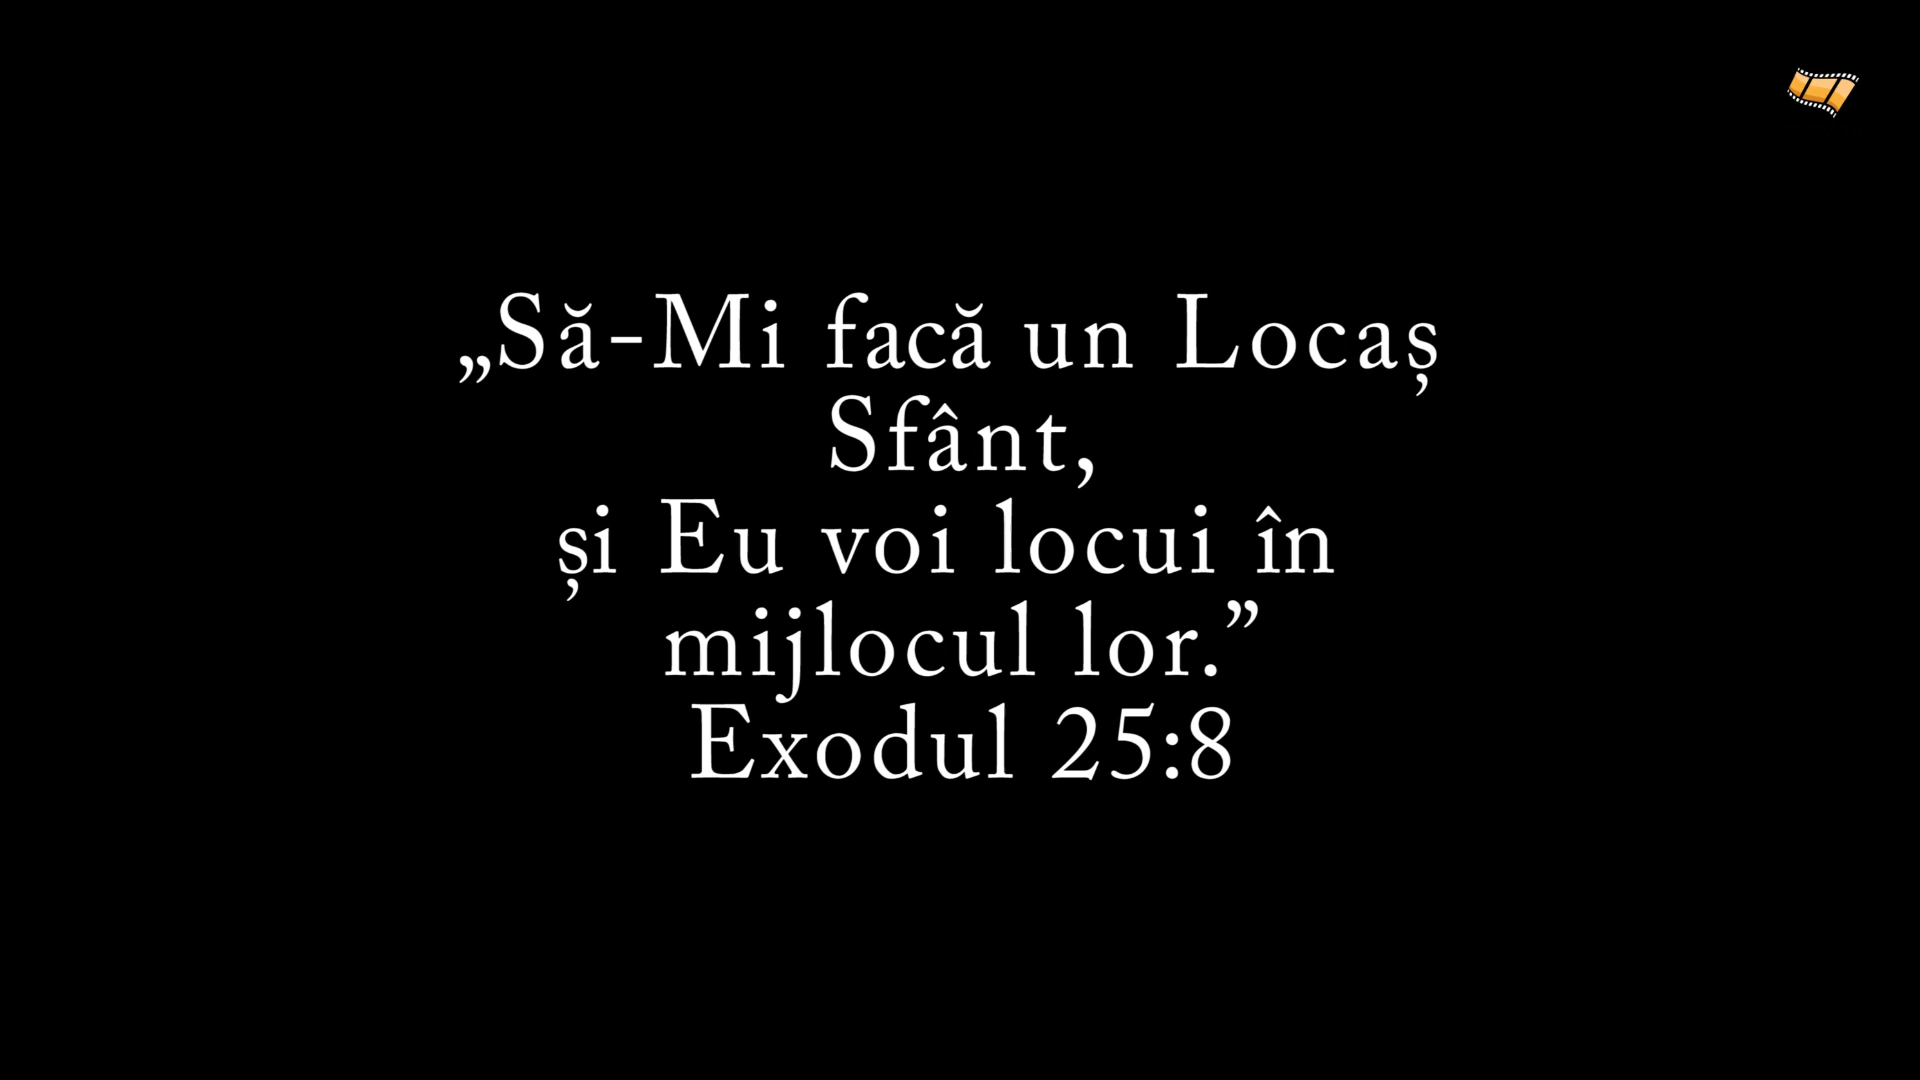 „Să-Mi facă un Locaș
Sfânt,
și Eu voi locui în
mijlocul lor.”
Exodul 25:8